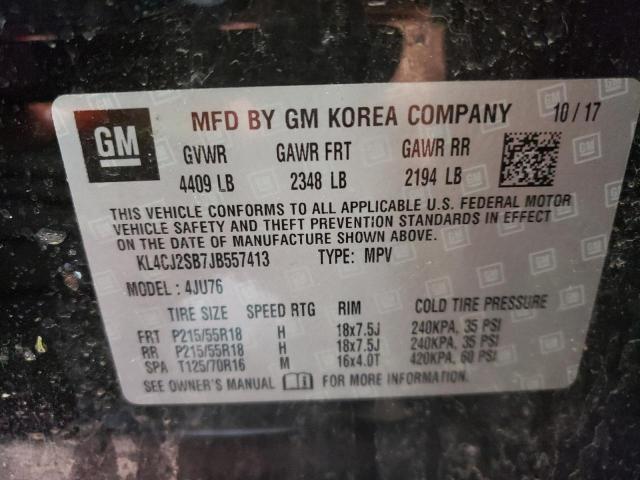 GM
MFD BY GM KOREA COMPANY 10 / 17
GVWR GAWR FRT GAWR RR
4409 LB 2348 LB 2194 LB
THIS VEHICLE CONFORMS TO ALL APPLICABLE U.S. FEDERAL MOTOR
VEHICLE SAFETY AND THEFT PREVENTION STANDARDS IN EFFECT
ON THE DATE OF MANUFACTURE SHOWN ABOVE.
KL4CJ2SB7JB557413 TYPE: MPV
MODEL : 4JU76
TIRE SIZE SPEED RTG RIM COLD TIRE PRESSURE
FRT P215/55R18 H 18x7.5J 240KPA, 35 PSI
RR P215/55R18 H 18x7.5J 240KPA, 35 PSI
SPA T125/70R16 M 16x4.0T 420KPA, 60 PSI
SEE OWNER'S MANUAL FOR MORE INFORMATION.